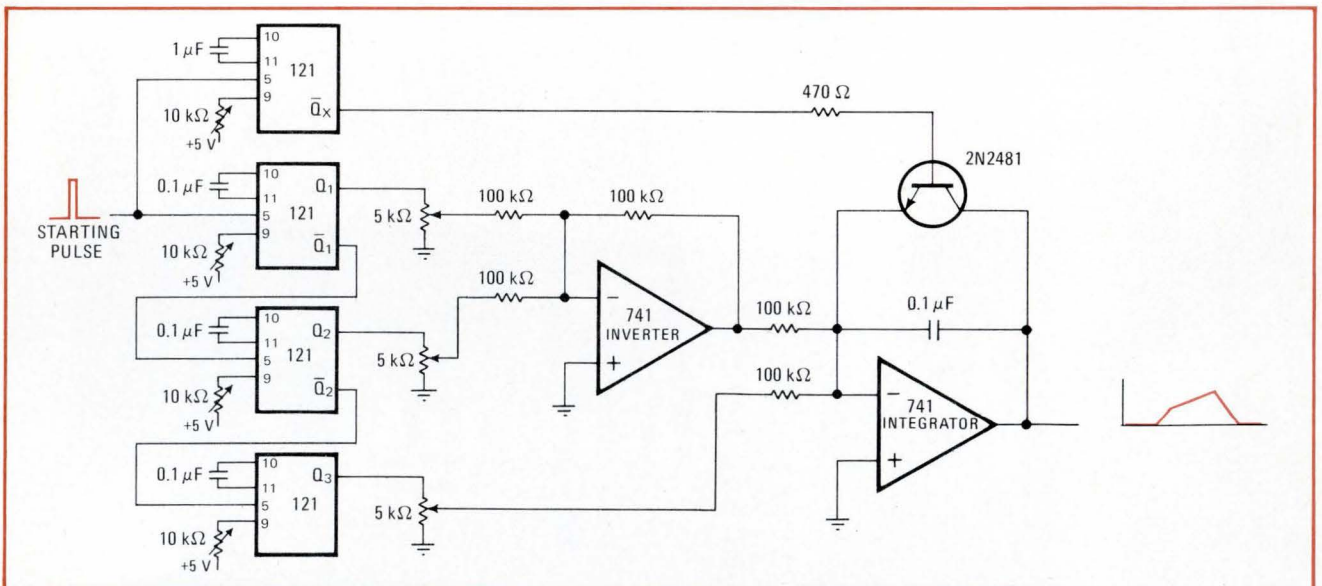 1 μF
10
11
5
9
121
Q̅X
10 kΩ
+5 V
470 Ω
2N2481
STARTING
PULSE
0.1 μF
10
11
5
9
121
Q1
Q̅1
10 kΩ
+5 V
5 kΩ
100 kΩ
100 kΩ
100 kΩ
0.1 μF
10
11
5
9
121
Q2
Q̅2
10 kΩ
+5 V
5 kΩ
−
741
INVERTER
+
100 kΩ
0.1 μF
100 kΩ
−
741
INTEGRATOR
+
0.1 μF
10
11
5
9
121
Q3
10 kΩ
+5 V
5 kΩ